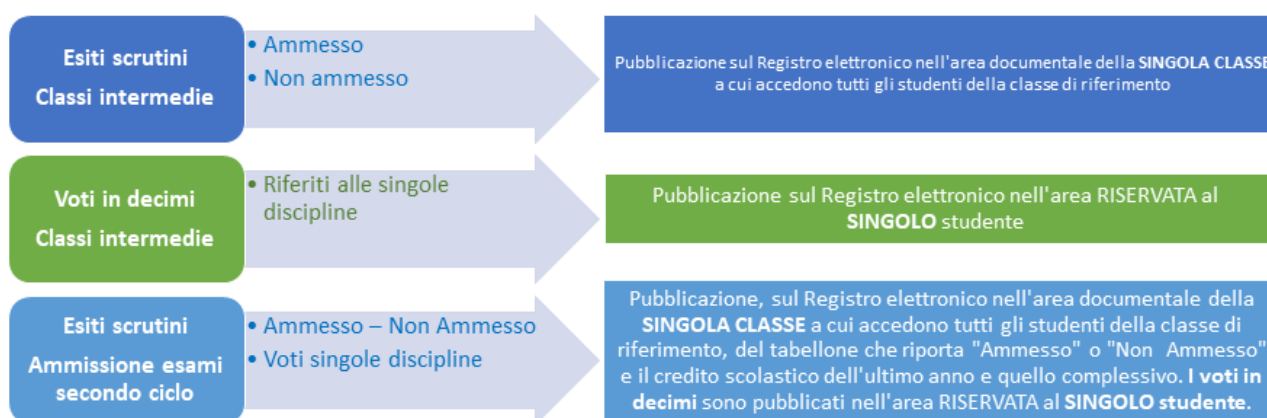 Esiti scrutini
Classi intermedie
• Ammesso
• Non ammesso
Pubblicazione sul Registro elettronico nell'area documentale della SINGOLA CLASSE
a cui accedono tutti gli studenti della classe di riferimento
Voti in decimi
Classi intermedie
• Riferiti alle singole
discipline
Pubblicazione sul Registro elettronico nell'area RISERVATA al
SINGOLO studente
Esiti scrutini
Ammissione esami
secondo ciclo
• Ammesso – Non Ammesso
• Voti singole discipline
Pubblicazione, sul Registro elettronico nell'area documentale della
SINGOLA CLASSE a cui accedono tutti gli studenti della classe di
riferimento, del tabellone che riporta "Ammesso" o "Non Ammesso"
e il credito scolastico dell'ultimo anno e quello complessivo. I voti in
decimi sono pubblicati nell'area RISERVATA al SINGOLO studente.